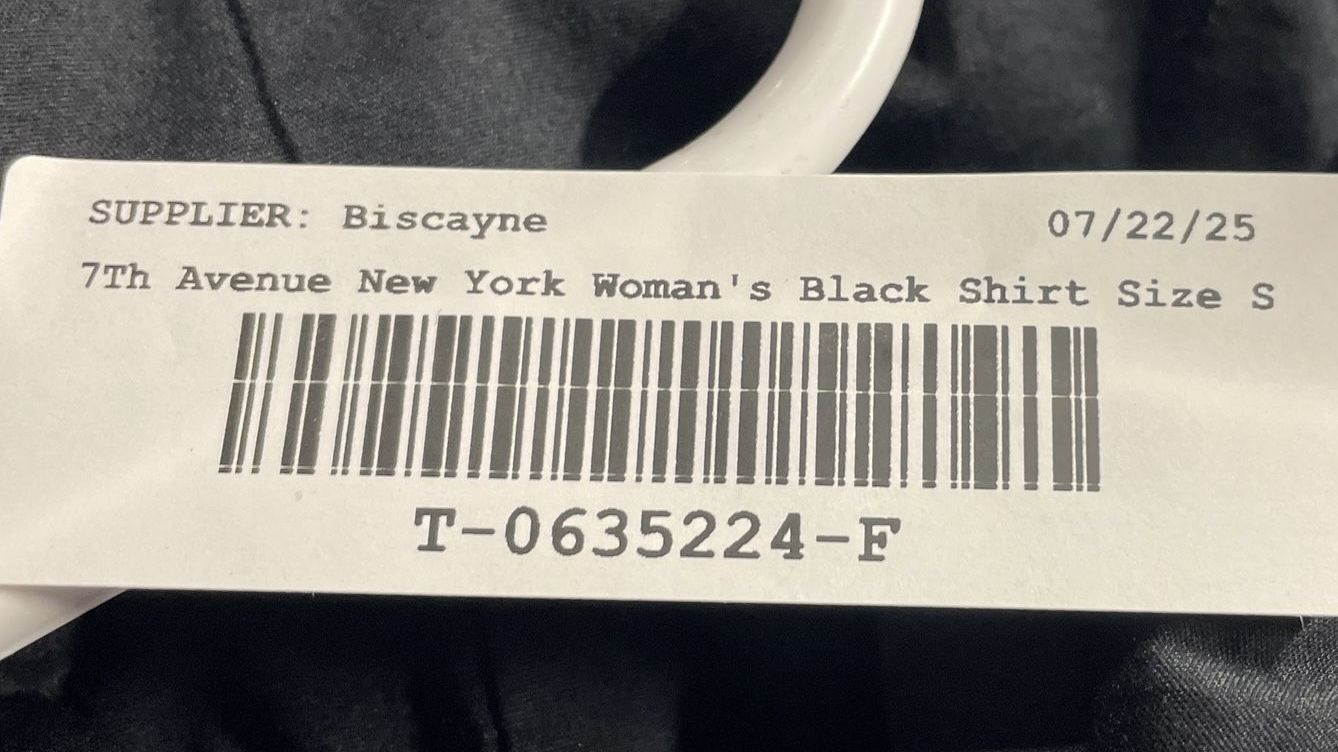 SUPPLIER: Biscayne 07/22/25
7Th Avenue New York Woman's Black Shirt Size S
T-0635224-F